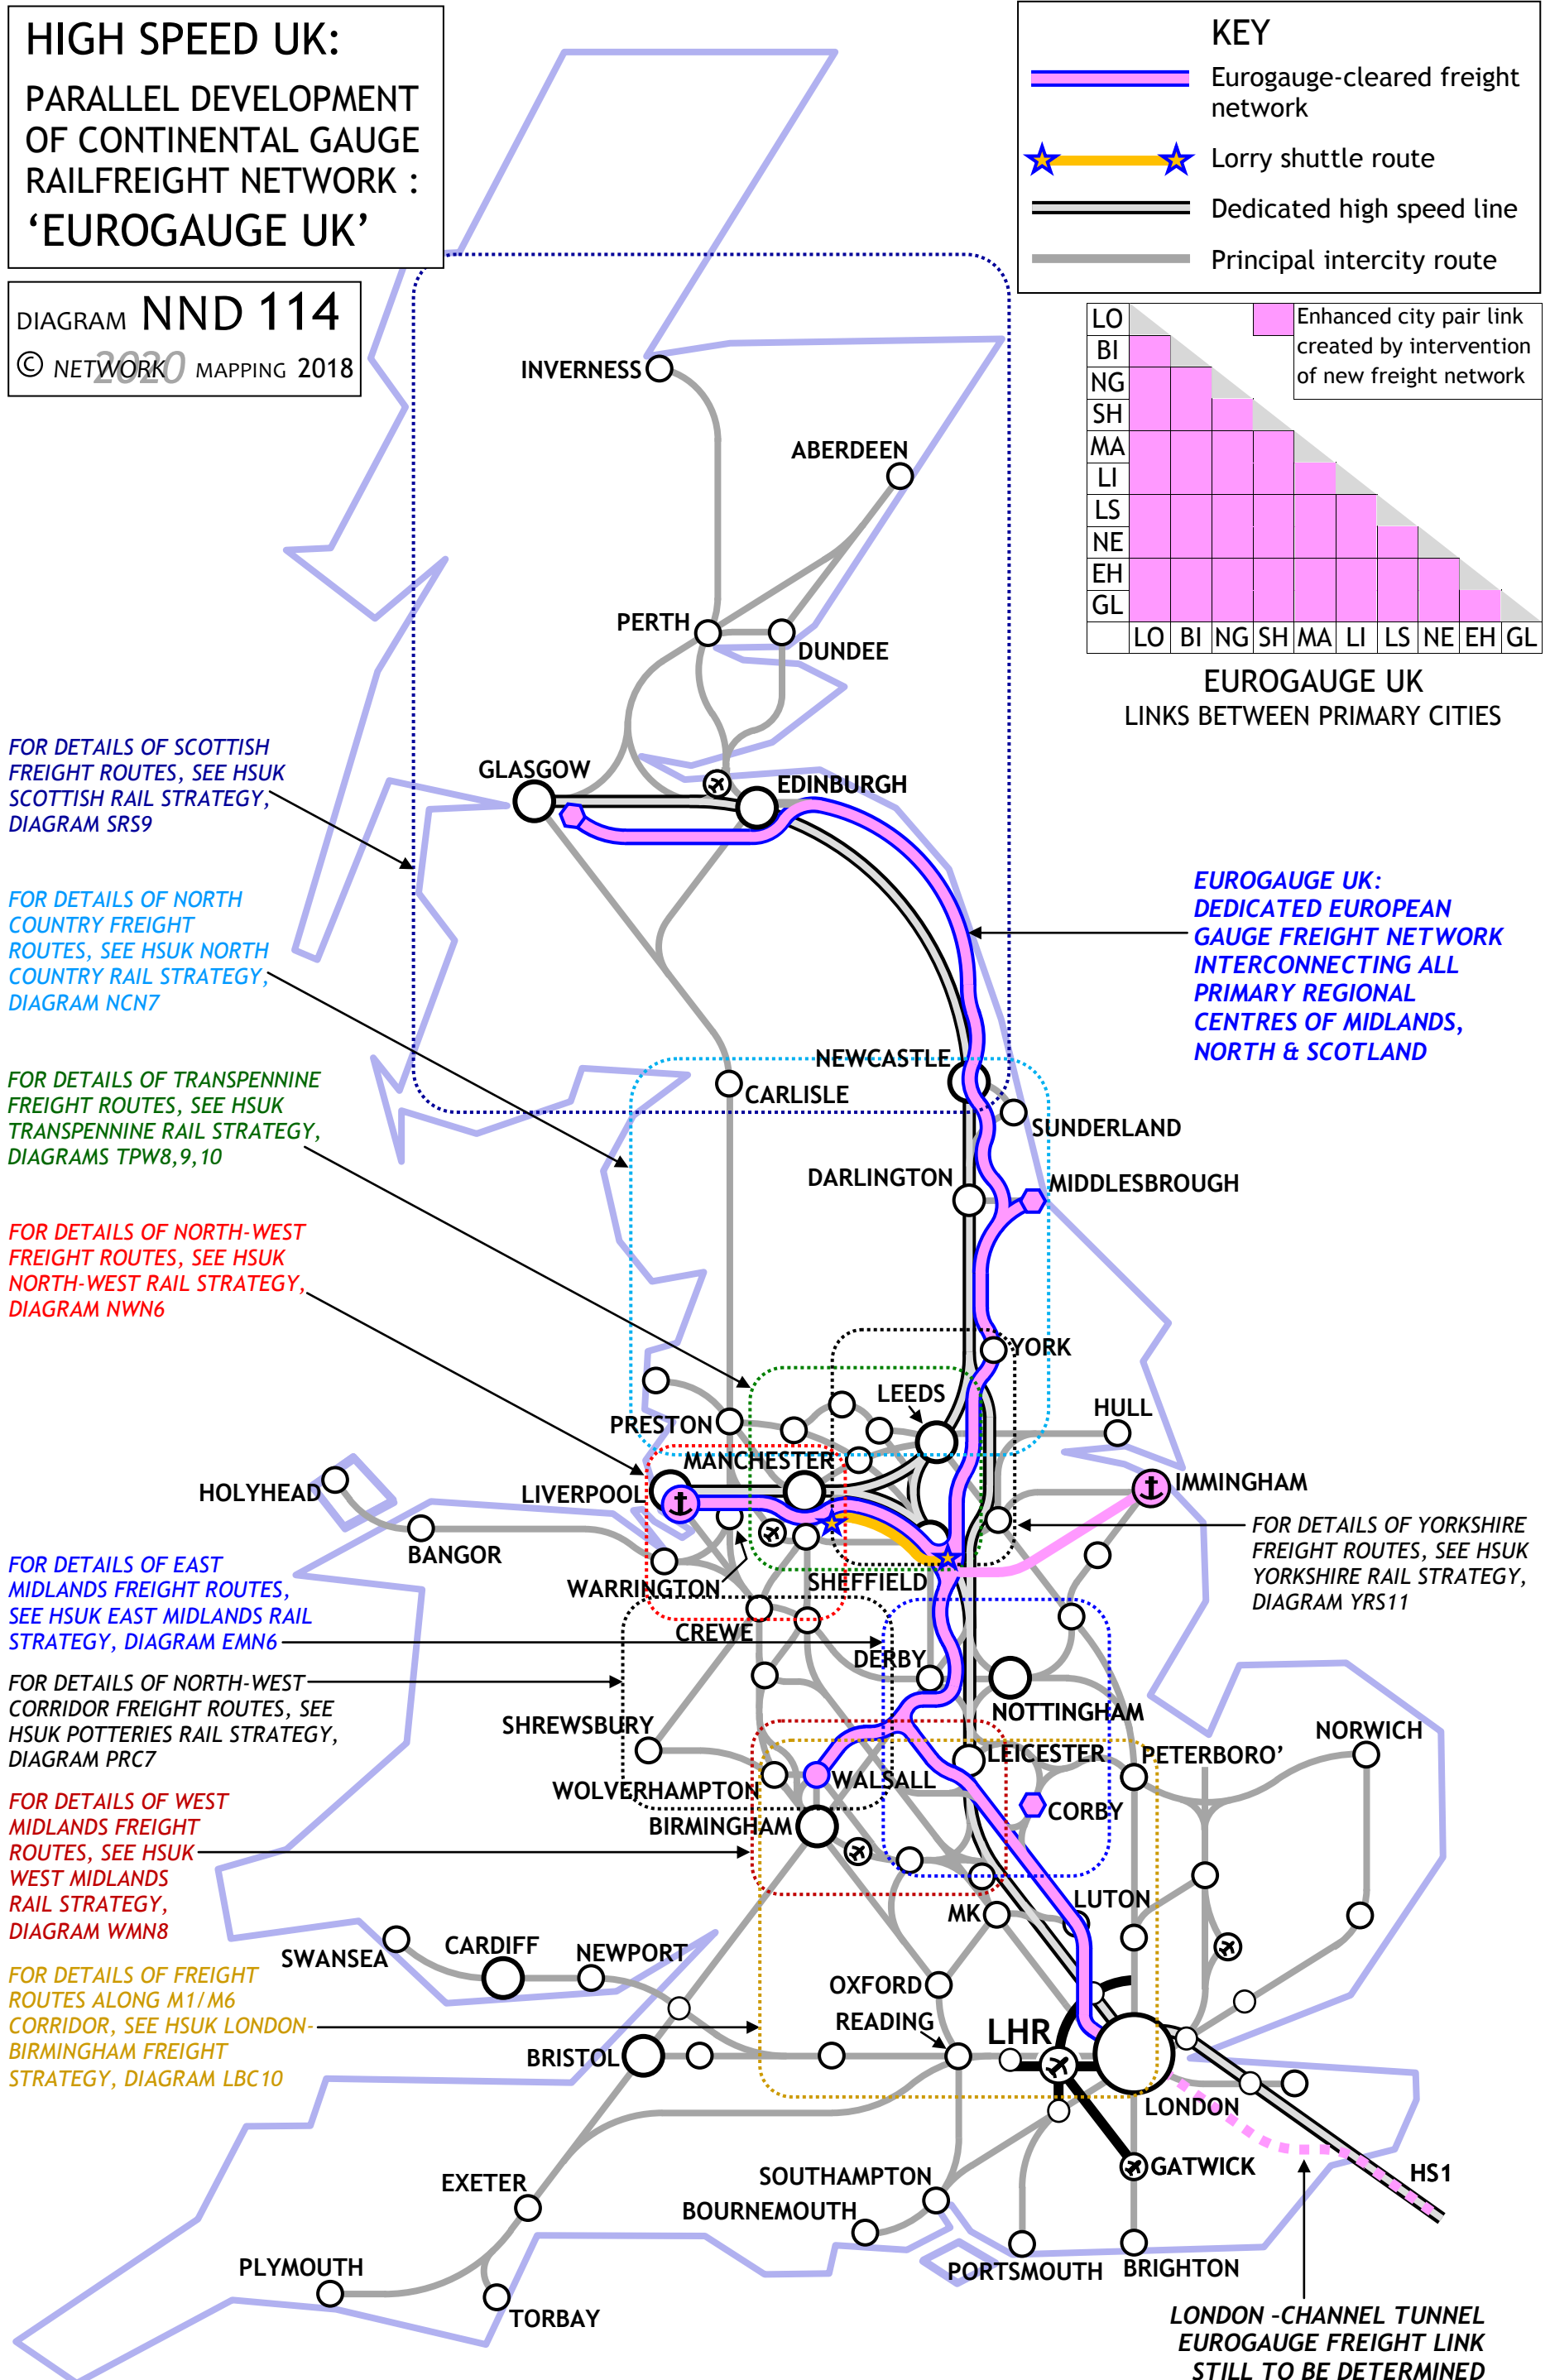 HIGH SPEED UK:
PARALLEL DEVELOPMENT
OF CONTINENTAL GAUGE
RAILFREIGHT NETWORK :
‘EUROGAUGE UK’
DIAGRAM NND 114
© NETWORK 2020 MAPPING 2018
KEY
Eurogauge-cleared freight
network
Lorry shuttle route
Dedicated high speed line
Principal intercity route
LO
BI
NG
SH
MA
LI
LS
NE
EH
GL
LO BI NG SH MA LI LS NE EH GL
Enhanced city pair link
created by intervention
of new freight network
EUROGAUGE UK
LINKS BETWEEN PRIMARY CITIES
INVERNESS
ABERDEEN
PERTH
DUNDEE
GLASGOW
EDINBURGH
FOR DETAILS OF SCOTTISH
FREIGHT ROUTES, SEE HSUK
SCOTTISH RAIL STRATEGY,
DIAGRAM SRS9
FOR DETAILS OF NORTH
COUNTRY FREIGHT
ROUTES, SEE HSUK NORTH
COUNTRY RAIL STRATEGY,
DIAGRAM NCN7
EUROGAUGE UK:
DEDICATED EUROPEAN
GAUGE FREIGHT NETWORK
INTERCONNECTING ALL
PRIMARY REGIONAL
CENTRES OF MIDLANDS,
NORTH & SCOTLAND
FOR DETAILS OF TRANSPENNINE
FREIGHT ROUTES, SEE HSUK
TRANSPENNINE RAIL STRATEGY,
DIAGRAMS TPW8,9,10
FOR DETAILS OF NORTH-WEST
FREIGHT ROUTES, SEE HSUK
NORTH-WEST RAIL STRATEGY,
DIAGRAM NWN6
NEWCASTLE
CARLISLE
SUNDERLAND
DARLINGTON
MIDDLESBROUGH
YORK
LEEDS
HULL
PRESTON
MANCHESTER
LIVERPOOL
IMMINGHAM
HOLYHEAD
BANGOR
WARRINGTON
SHEFFIELD
CREWE
FOR DETAILS OF YORKSHIRE
FREIGHT ROUTES, SEE HSUK
YORKSHIRE RAIL STRATEGY,
DIAGRAM YRS11
FOR DETAILS OF EAST
MIDLANDS FREIGHT ROUTES,
SEE HSUK EAST MIDLANDS RAIL
STRATEGY, DIAGRAM EMN6
FOR DETAILS OF NORTH-WEST
CORRIDOR FREIGHT ROUTES, SEE
HSUK POTTERIES RAIL STRATEGY,
DIAGRAM PRC7
FOR DETAILS OF WEST
MIDLANDS FREIGHT
ROUTES, SEE HSUK
WEST MIDLANDS
RAIL STRATEGY,
DIAGRAM WMN8
FOR DETAILS OF FREIGHT
ROUTES ALONG M1/M6
CORRIDOR, SEE HSUK LONDON-
BIRMINGHAM FREIGHT
STRATEGY, DIAGRAM LBC10
DERBY
NOTTINGHAM
SHREWSBURY
NORWICH
LEICESTER
PETERBORO’
WOLVERHAMPTON
WALSALL
CORBY
BIRMINGHAM
LUTON
MK
SWANSEA
CARDIFF
NEWPORT
OXFORD
READING
LHR
BRISTOL
LONDON
GATWICK
HS1
EXETER
SOUTHAMPTON
BOURNEMOUTH
PLYMOUTH
TORBAY
PORTSMOUTH
BRIGHTON
LONDON -CHANNEL TUNNEL
EUROGAUGE FREIGHT LINK
STILL TO BE DETERMINED